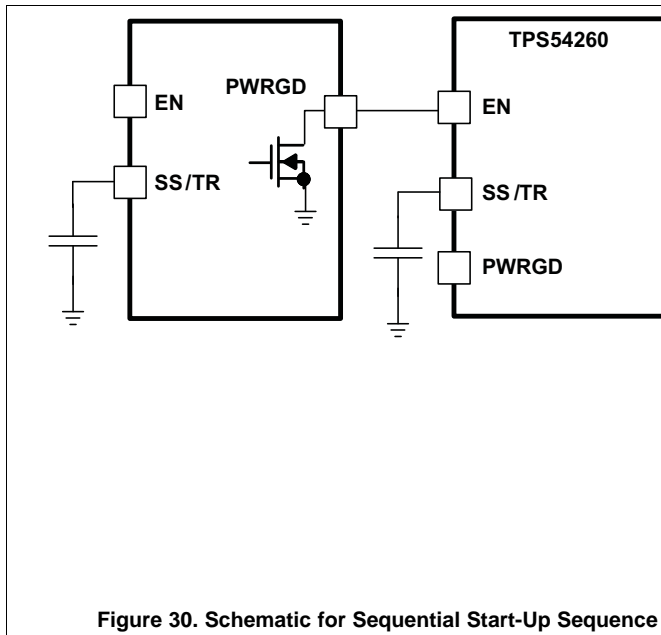 TPS54260
PWRGD
EN
EN
SS/TR
SS/TR
PWRGD
Figure 30. Schematic for Sequential Start-Up Sequence